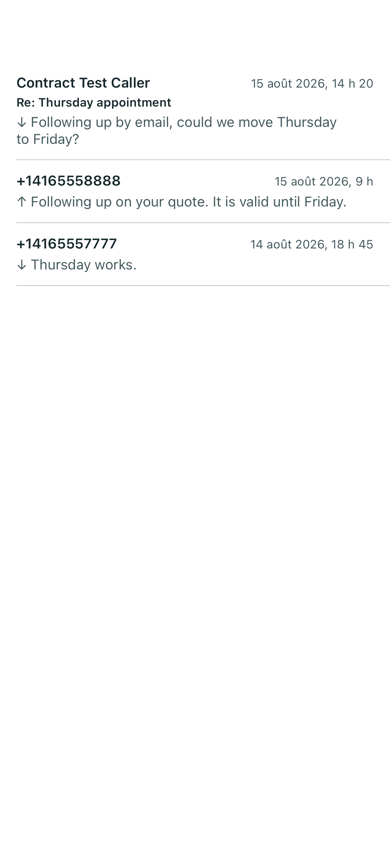 Contract Test Caller 15 août 2026, 14 h 20
Re: Thursday appointment
↓ Following up by email, could we move Thursday
to Friday?
+14165558888 15 août 2026, 9 h
↑ Following up on your quote. It is valid until Friday.
+14165557777 14 août 2026, 18 h 45
↓ Thursday works.